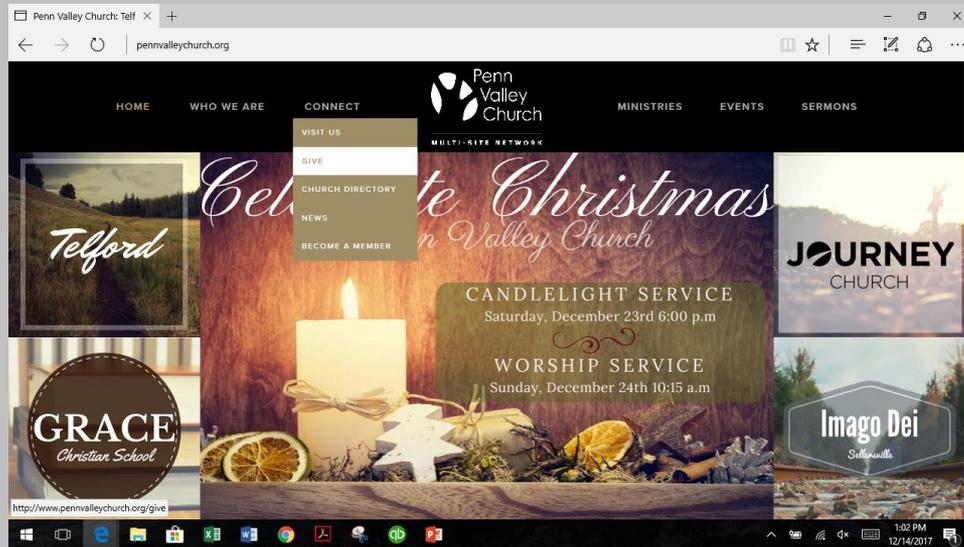 Penn Valley Church: Telf
pennvalleychurch.org
HOME
WHO WE ARE
CONNECT
Penn
Valley
Church
MULTI-SITE NETWORK
MINISTRIES
EVENTS
SERMONS
VISIT US
GIVE
CHURCH DIRECTORY
NEWS
BECOME A MEMBER
Telford
Cel te Christmas
n Valley Church
CANDLELIGHT SERVICE
Saturday, December 23rd 6:00 p.m
WORSHIP SERVICE
Sunday, December 24th 10:15 a.m
JOURNEY
CHURCH
GRACE
Christian School
Imago Dei
Sellersville
http://www.pennvalleychurch.org/give
1:02 PM
12/14/2017